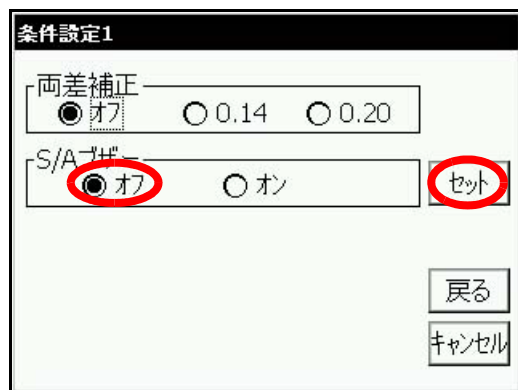 条件設定1
両差補正
オフ 0.14 0.20
S/Aブザー
オフ オン セット
戻る
キャンセル